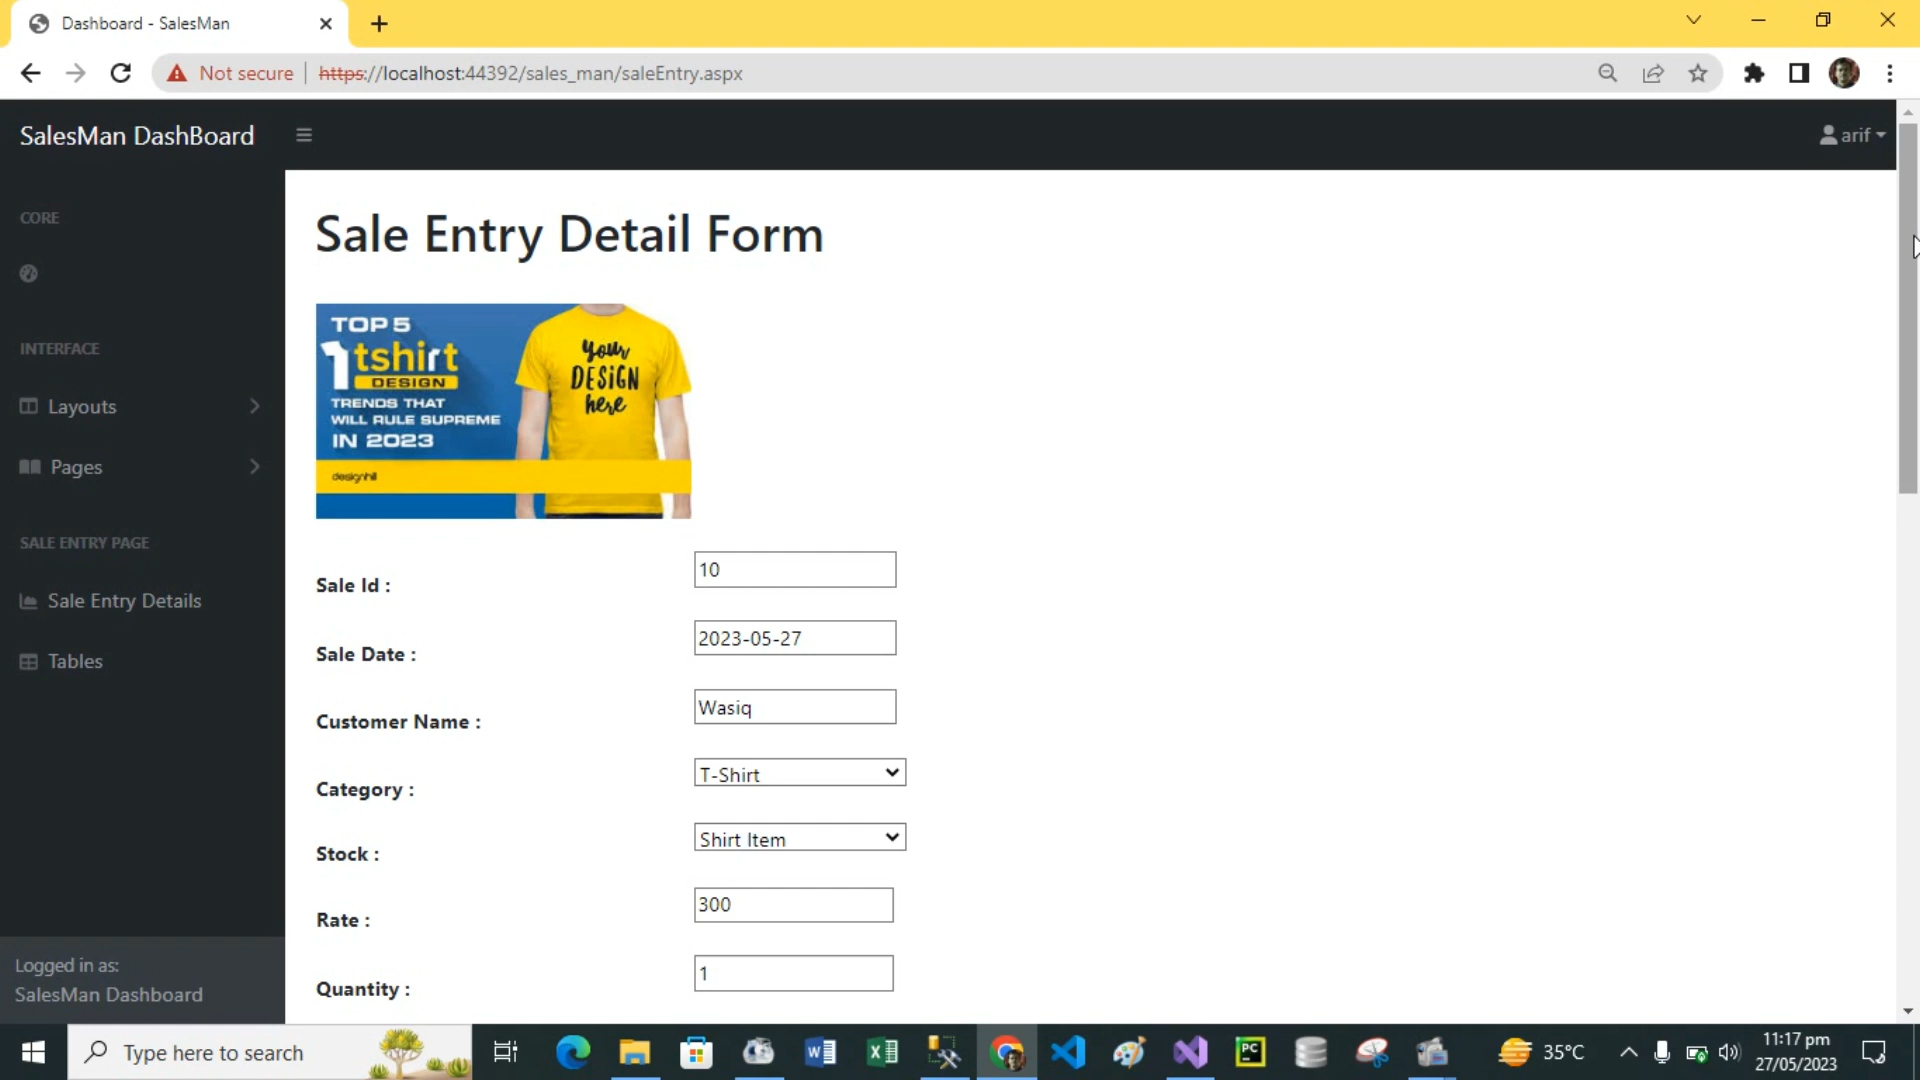 Dashboard - SalesMan
Not secure
https://localhost:44392/sales_man/saleEntry.aspx
SalesMan DashBoard
arif
CORE
INTERFACE
Layouts
Pages
SALE ENTRY PAGE
Sale Entry Details
Tables
Logged in as:
SalesMan Dashboard
Sale Entry Detail Form
TOP 5
1 tshirt
DESIGN
TRENDS THAT
WILL RULE SUPREME
IN 2023
designhill
Your
DESIGN
here
Sale Id :
10
Sale Date :
2023-05-27
Customer Name :
Wasiq
Category :
T-Shirt
Stock :
Shirt Item
Rate :
300
Quantity :
1
Type here to search
PC
35°C
11:17 pm
27/05/2023